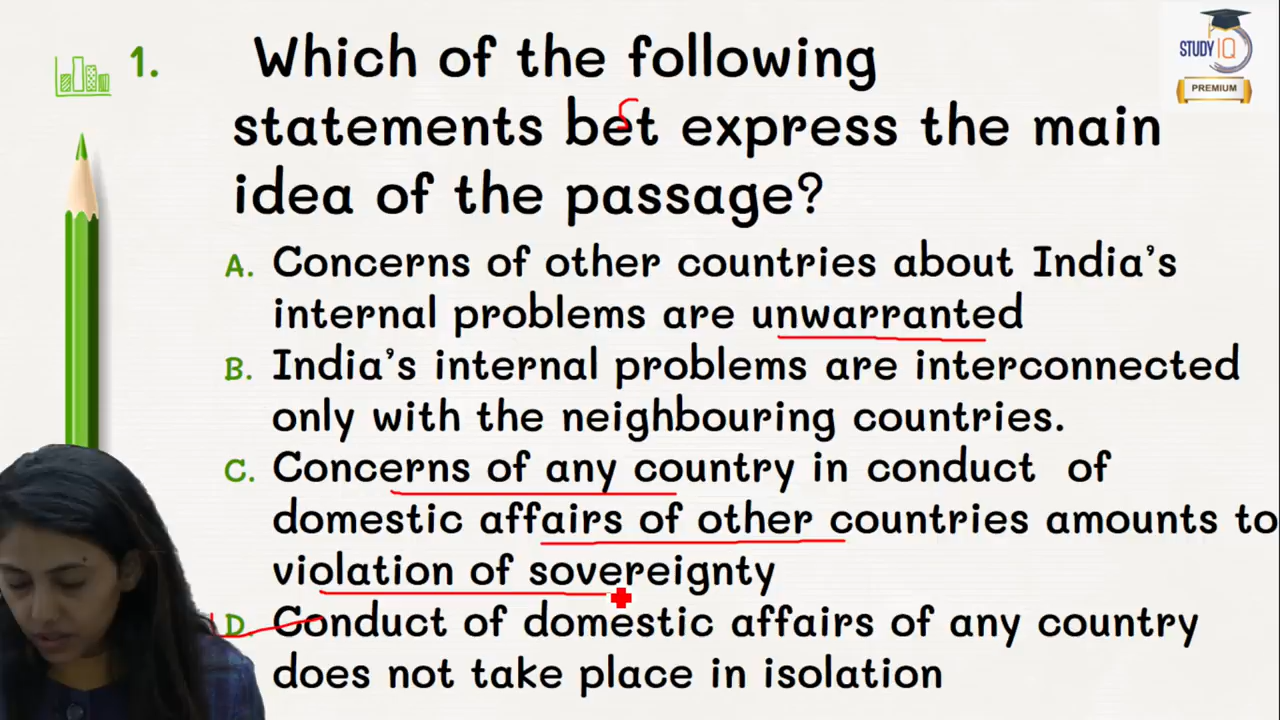 STUDY IQ
PREMIUM
1. Which of the following
statements bet express the main
s
idea of the passage?
A. Concerns of other countries about India's
internal problems are unwarranted
B. India's internal problems are interconnected
only with the neighbouring countries.
C. Concerns of any country in conduct of
domestic affairs of other countries amounts to
violation of sovereignty
D. Conduct of domestic affairs of any country
does not take place in isolation